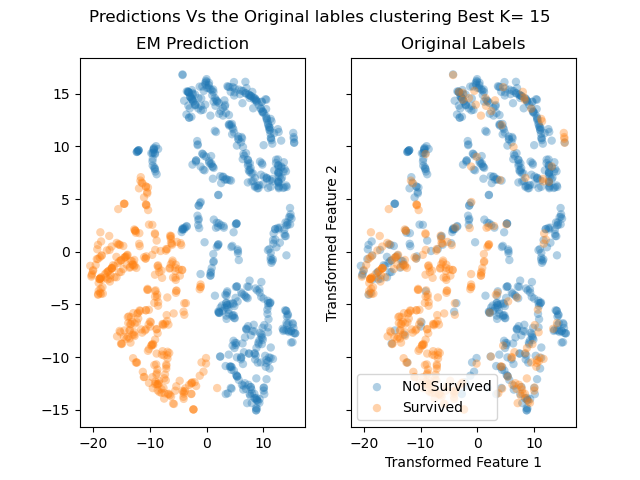 Predictions Vs the Original lables clustering Best K= 15
EM Prediction
Original Labels
15
10
5
0
−5
−10
−15
−20
−10
0
10
Transformed Feature 2
Not Survived
Survived
−20
−10
0
10
Transformed Feature 1